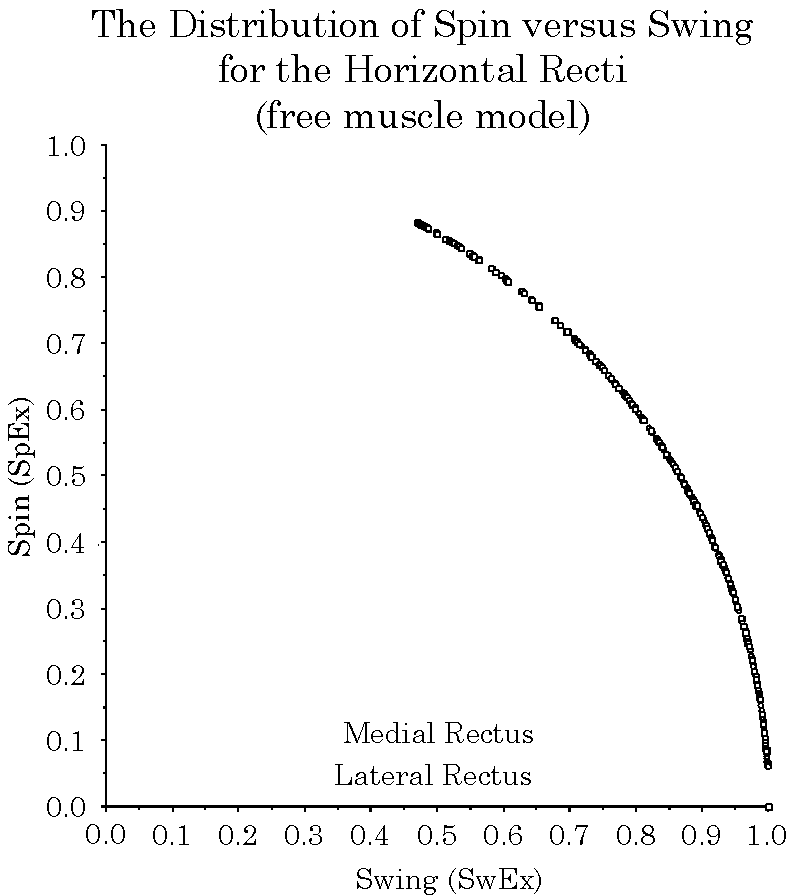 The Distribution of Spin versus Swing
for the Horizontal Recti
(free muscle model)
1.0
0.9
0.8
0.7
0.6
0.5
0.4
0.3
0.2
0.1
0.0
Spin (SpEx)
Medial Rectus
Lateral Rectus
0.0 0.1 0.2 0.3 0.4 0.5 0.6 0.7 0.8 0.9 1.0
Swing (SwEx)